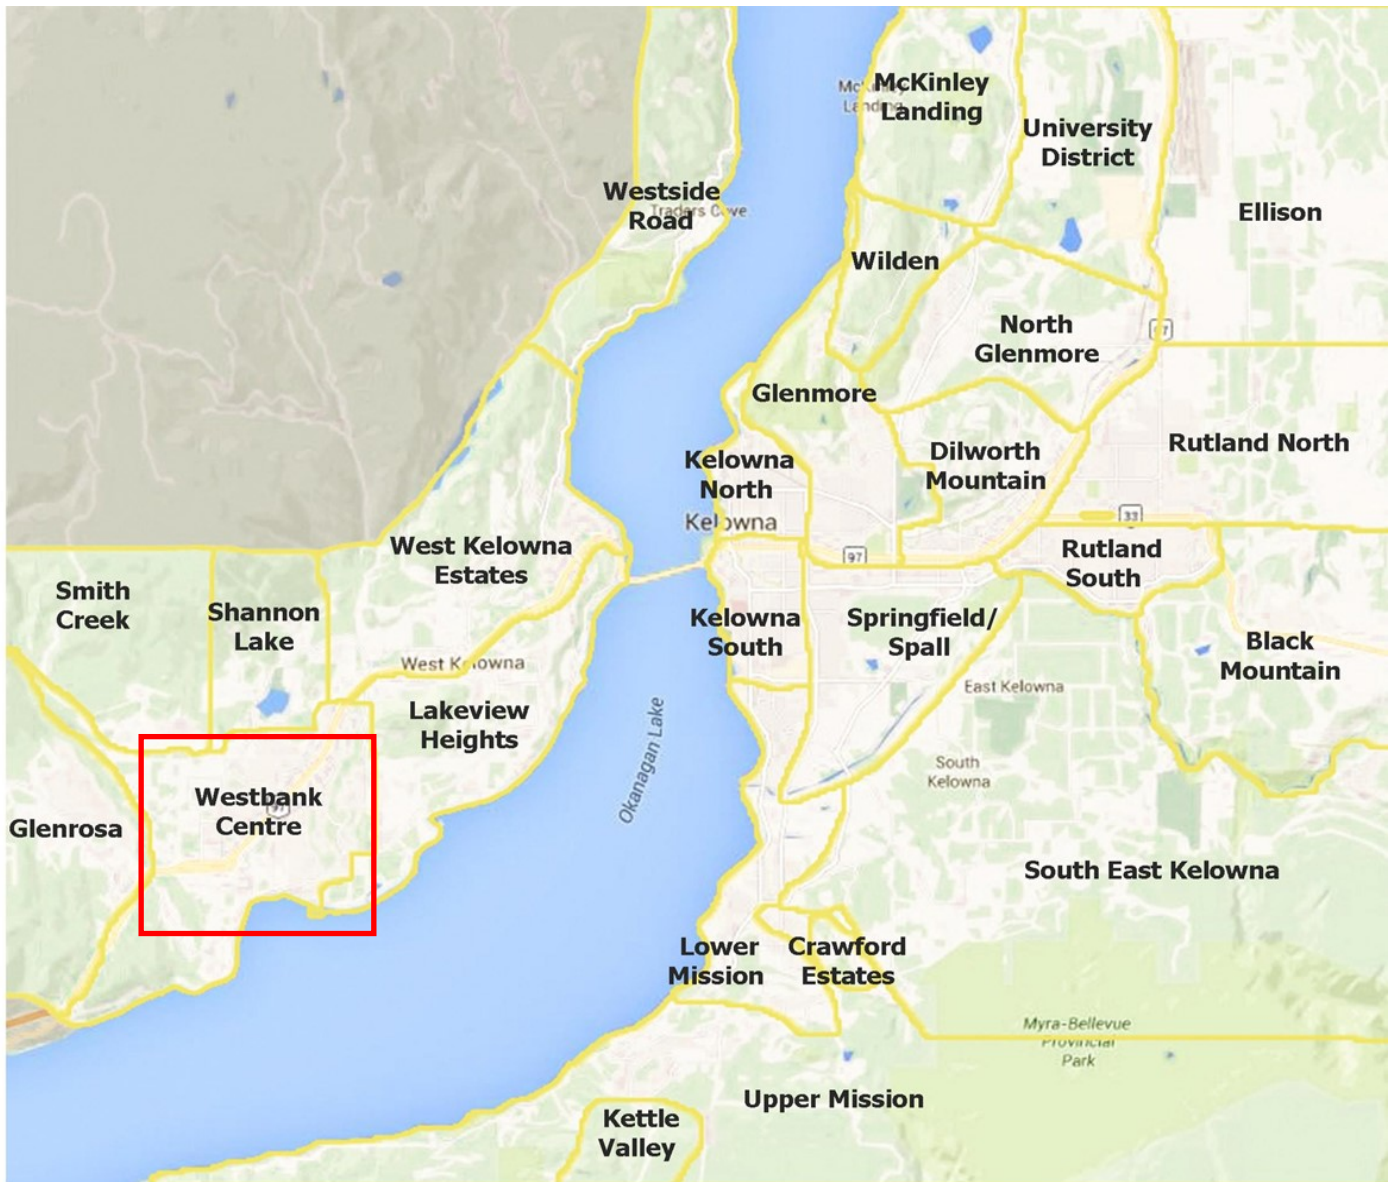 McKinley
Landing
McKinley
Landing
University
District
Westside
Road
Traders Cove
Ellison
Wilden
North
Glenmore
97
Glenmore
Rutland North
Dilworth
Mountain
Kelowna
North
Kelowna
33
97
West Kelowna
Estates
Rutland
South
Smith
Creek
Shannon
Lake
Kelowna
South
Springfield/
Spall
Black
Mountain
West Kelowna
East Kelowna
Lakeview
Heights
Okanagan Lake
South
Kelowna
Westbank
Centre
97
Glenrosa
South East Kelowna
Lower
Mission
Crawford
Estates
Myra-Bellevue
Provincial
Park
Upper Mission
Kettle
Valley